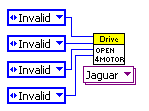 Invalid
Drive
Invalid
OPEN
4MOTOR
Invalid
Jaguar
Invalid